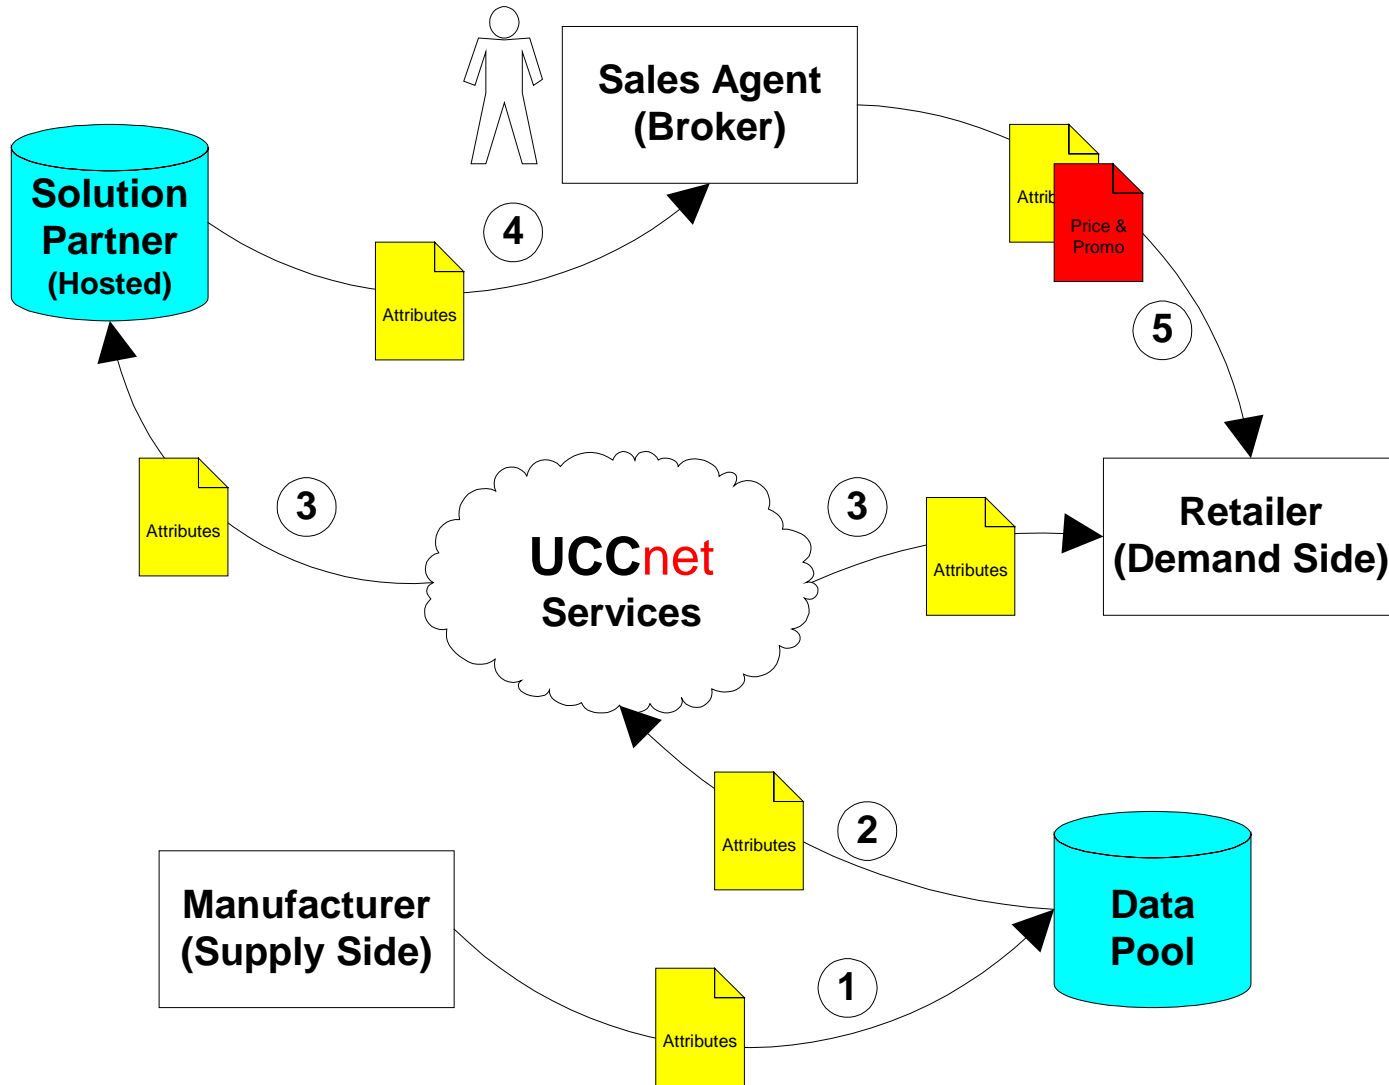 Sales Agent
(Broker)
Solution
Partner
(Hosted)
4
Attributes
Attrib
Price &
Promo
5
3
Attributes
UCCnet
Services
3
Attributes
Retailer
(Demand Side)
2
Attributes
Manufacturer
(Supply Side)
1
Attributes
Data
Pool